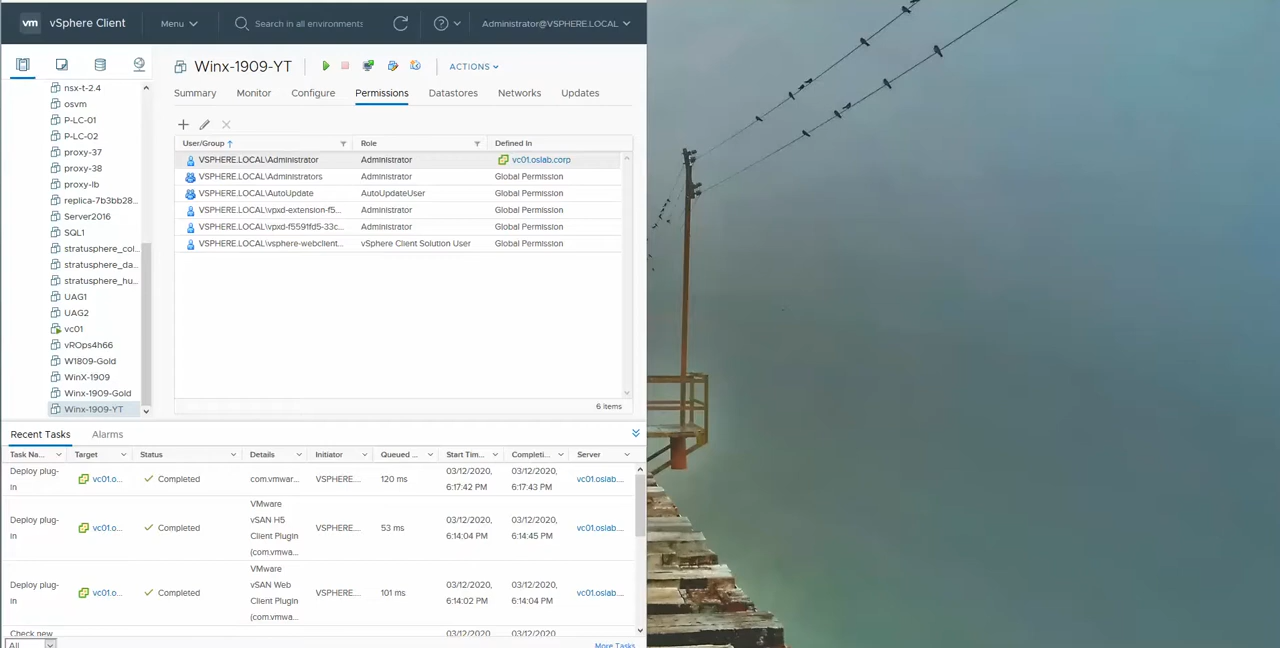 vm vSphere Client Menu Search in all environments Administrator@VSPHERE.LOCAL
Winx-1909-YT ACTIONS
Summary Monitor Configure Permissions Datastores Networks Updates
nsx-t-2.4
osvm
P-LC-01
P-LC-02
proxy-37
proxy-38
proxy-lb
replica-7b3bb28...
Server2016
SQL1
stratusphere_col...
stratusphere_da...
stratusphere_hu...
UAG1
UAG2
vc01
vROps4h66
W1809-Gold
WinX-1909
Winx-1909-Gold
Winx-1909-YT
User/Group Role Defined In
VSPHERE.LOCAL\Administrator Administrator vc01.oslab.corp
VSPHERE.LOCAL\Administrators Administrator Global Permission
VSPHERE.LOCAL\AutoUpdate AutoUpdateUser Global Permission
VSPHERE.LOCAL\vpxd-extension-f5... Administrator Global Permission
VSPHERE.LOCAL\vpxd-f5591fd5-33c... Administrator Global Permission
VSPHERE.LOCAL\vsphere-webclient... vSphere Client Solution User Global Permission
6 items
Recent Tasks Alarms
Task Na... Target Status Details Initiator Queued ... Start Tim... Completi... Server
Deploy plug-
in
vc01.o... Completed com.vmwar... VSPHERE.... 120 ms
03/12/2020,
6:17:42 PM
03/12/2020,
6:17:43 PM
vc01.oslab....
Deploy plug-
in
vc01.o... Completed
VMware
vSAN H5
Client Plugin
(com.vmwa...
VSPHERE.... 53 ms
03/12/2020,
6:14:04 PM
03/12/2020,
6:14:45 PM
vc01.oslab....
Deploy plug-
in
vc01.o... Completed
VMware
vSAN Web
Client Plugin
(com.vmwa...
VSPHERE.... 101 ms
03/12/2020,
6:14:02 PM
03/12/2020,
6:14:04 PM
vc01.oslab....
Check new
03/12/2020 03/12/2020
All More Tasks